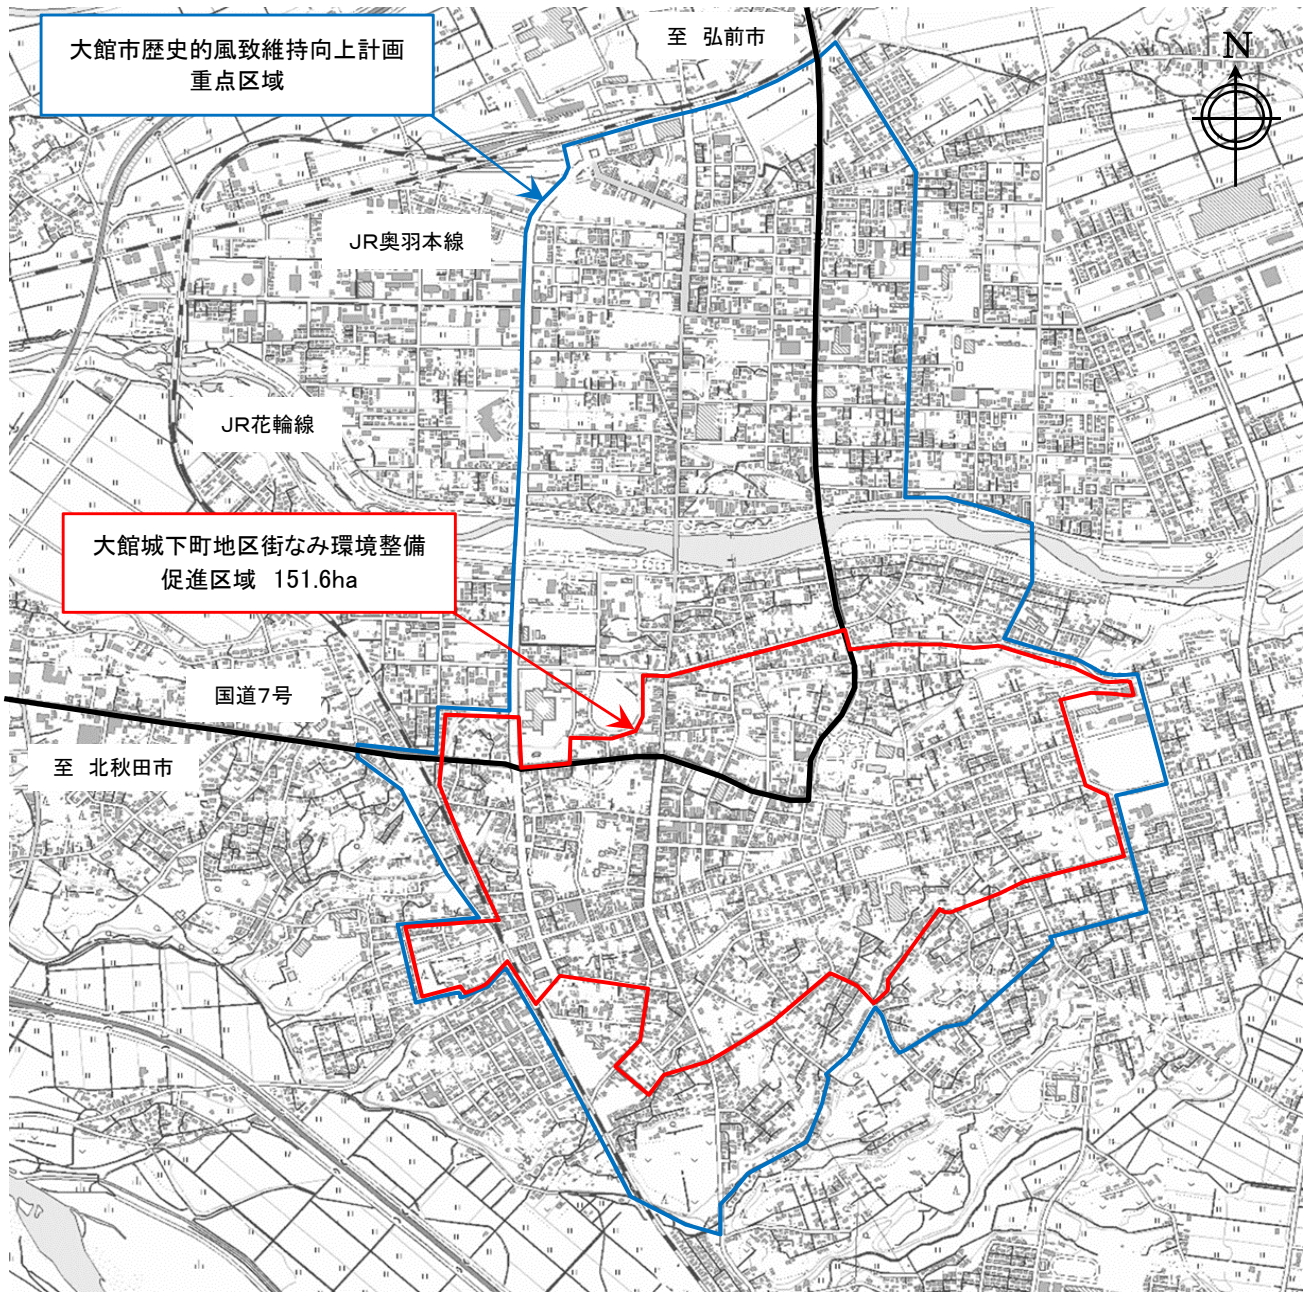 大館市歴史的風致維持向上計画
重点区域
至 弘前市
N
JR奥羽本線
JR花輪線
大館城下町地区街なみ環境整備
促進区域 151.6ha
国道7号
至 北秋田市